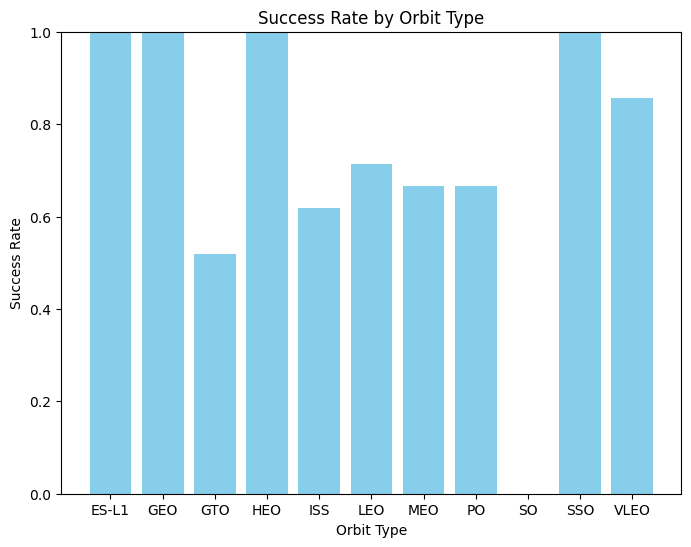 Success Rate by Orbit Type
1.0
0.8
0.6
0.4
0.2
0.0
Success Rate
ES-L1 GEO GTO HEO ISS LEO MEO PO SO SSO VLEO
Orbit Type